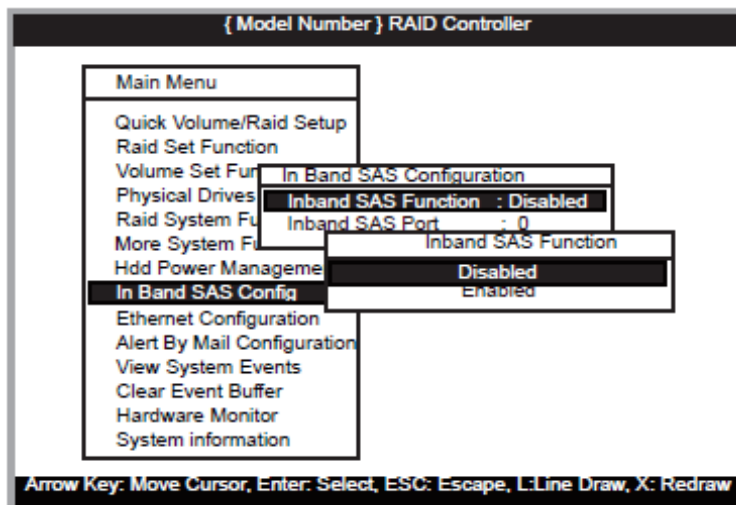 { Model Number } RAID Controller
Main Menu
Quick Volume/Raid Setup
Raid Set Function
Volume Set Fun
Physical Drives
Raid System Fu
More System Fu
Hdd Power Manageme
In Band SAS Config
Ethernet Configuration
Alert By Mail Configuration
View System Events
Clear Event Buffer
Hardware Monitor
System information
In Band SAS Configuration
Inband SAS Function : Disabled
Inband SAS Port : 0
Inband SAS Function
Disabled
Enabled
Arrow Key: Move Cursor, Enter: Select, ESC: Escape, L:Line Draw, X: Redraw